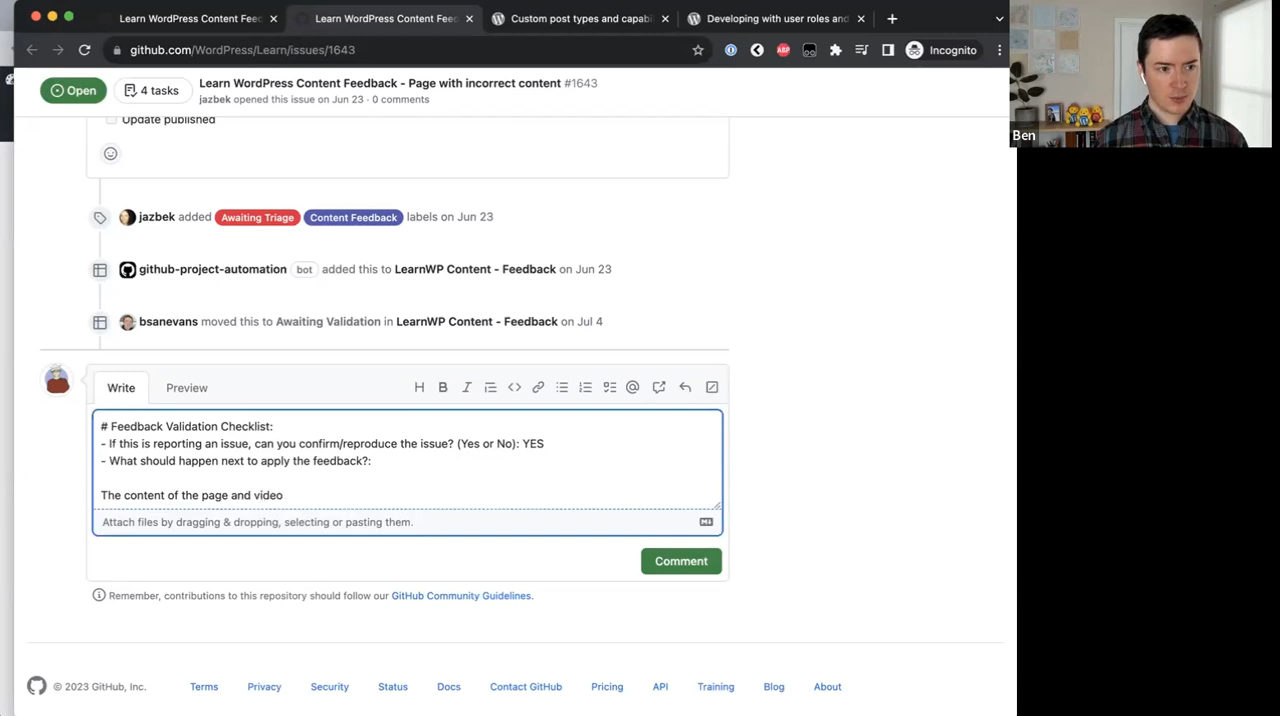 Learn WordPress Content Feed
Learn WordPress Content Feed
Custom post types and capabi
Developing with user roles and
github.com/WordPress/Learn/issues/1643
ABP
Incognito
Open
4 tasks
Learn WordPress Content Feedback - Page with incorrect content #1643
jazbek opened this issue on Jun 23 · 0 comments
Ben
Update published
jazbek added Awaiting Triage Content Feedback labels on Jun 23
github-project-automation bot added this to LearnWP Content - Feedback on Jun 23
bsanevans moved this to Awaiting Validation in LearnWP Content - Feedback on Jul 4
Write
Preview
# Feedback Validation Checklist:
- If this is reporting an issue, can you confirm/reproduce the issue? (Yes or No): YES
- What should happen next to apply the feedback?:
The content of the page and video
Attach files by dragging & dropping, selecting or pasting them.
Comment
Remember, contributions to this repository should follow our GitHub Community Guidelines.
© 2023 GitHub, Inc.
Terms
Privacy
Security
Status
Docs
Contact GitHub
Pricing
API
Training
Blog
About